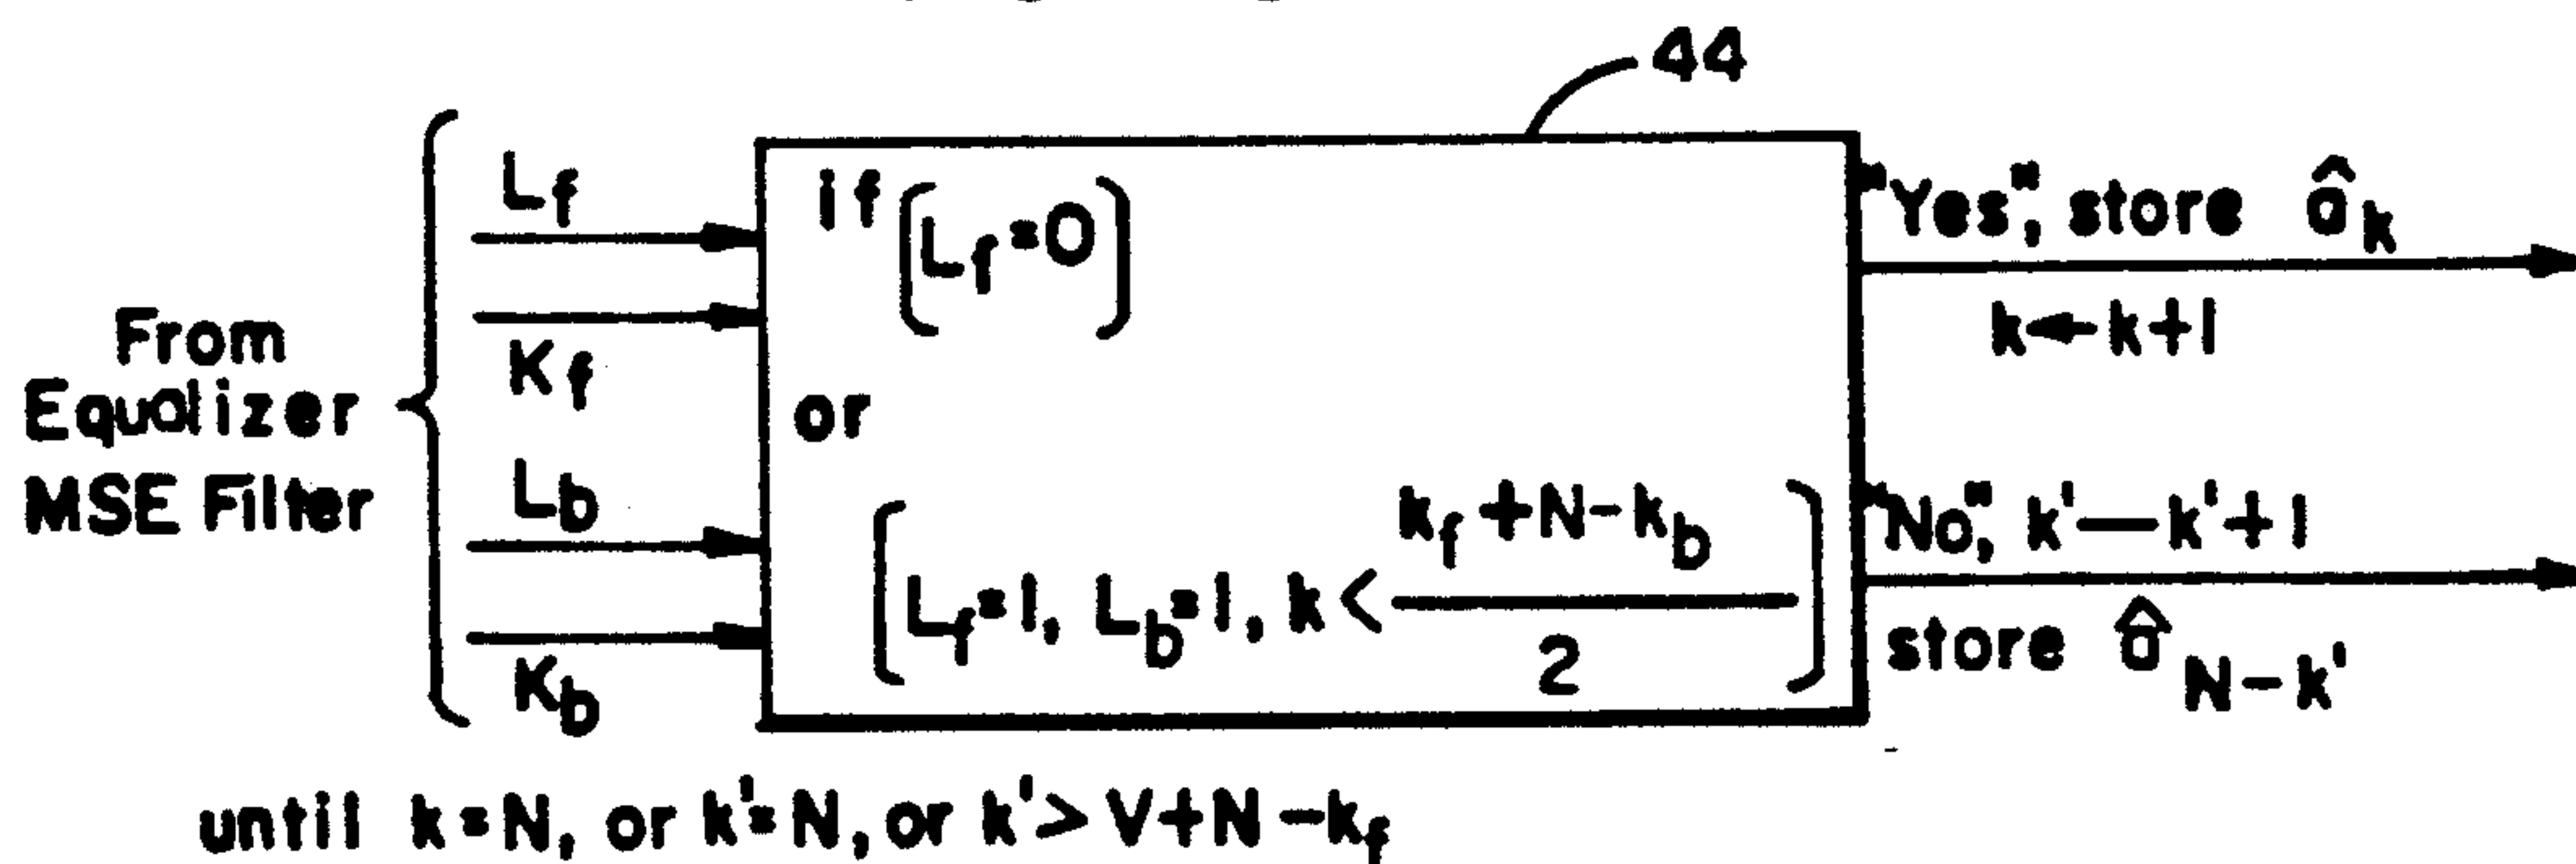 44
From
Equalizer
MSE Filter
L_f
K_f
L_b
K_b
if (L_f=0)
or
(L_f=1, L_b=1, k < (k_f+N-k_b)/2)
"Yes", store â_k
k←k+1
"No", k'—k'+1
store â_{N-k'}
until k=N, or k'=N, or k'>V+N-k_f